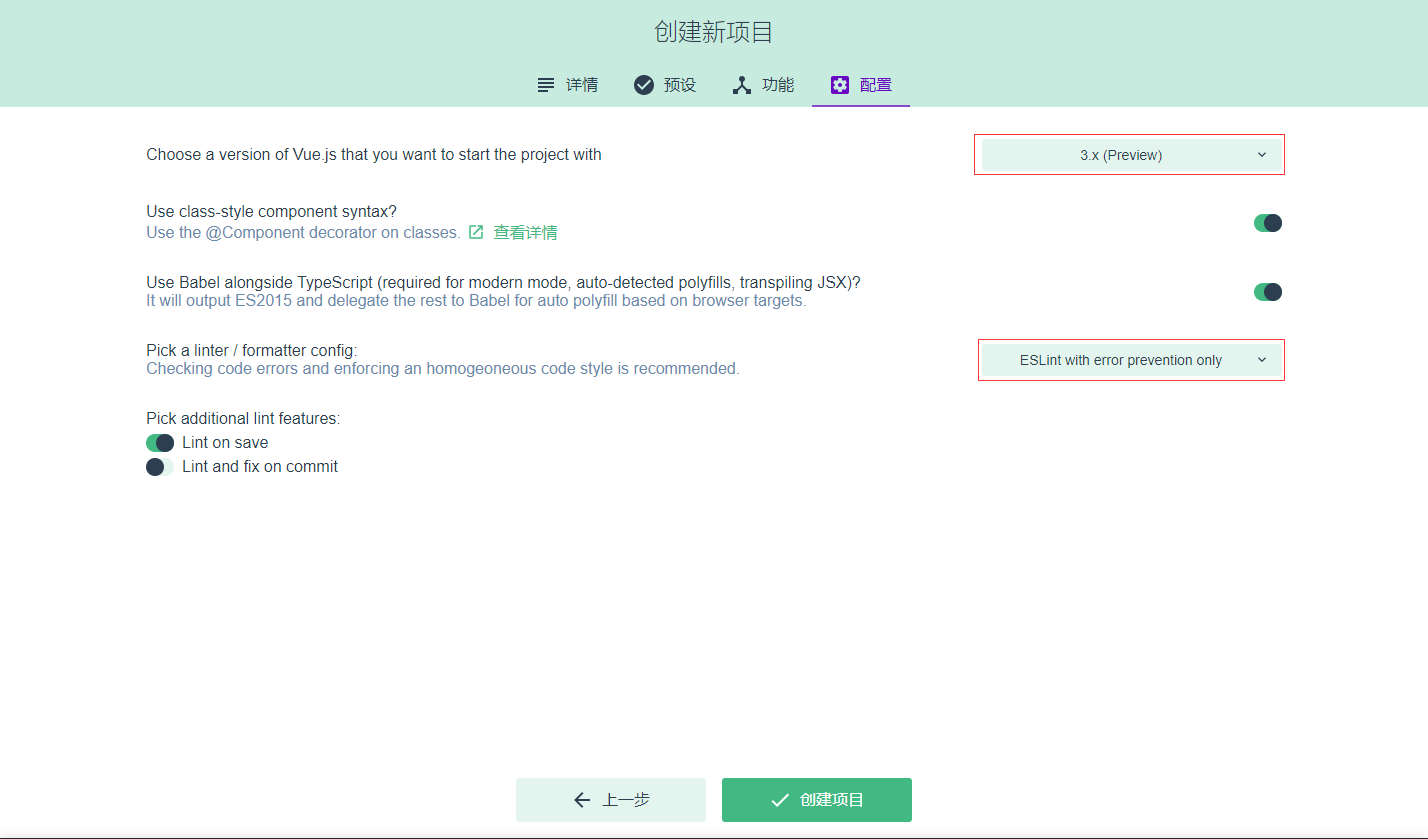 创建新项目
详情 预设 功能 配置
Choose a version of Vue.js that you want to start the project with
3.x (Preview)
Use class-style component syntax?
Use the @Component decorator on classes. 查看详情
Use Babel alongside TypeScript (required for modern mode, auto-detected polyfills, transpiling JSX)?
It will output ES2015 and delegate the rest to Babel for auto polyfill based on browser targets.
Pick a linter / formatter config:
Checking code errors and enforcing an homogeoneous code style is recommended.
ESLint with error prevention only
Pick additional lint features:
Lint on save
Lint and fix on commit
上一步 创建项目